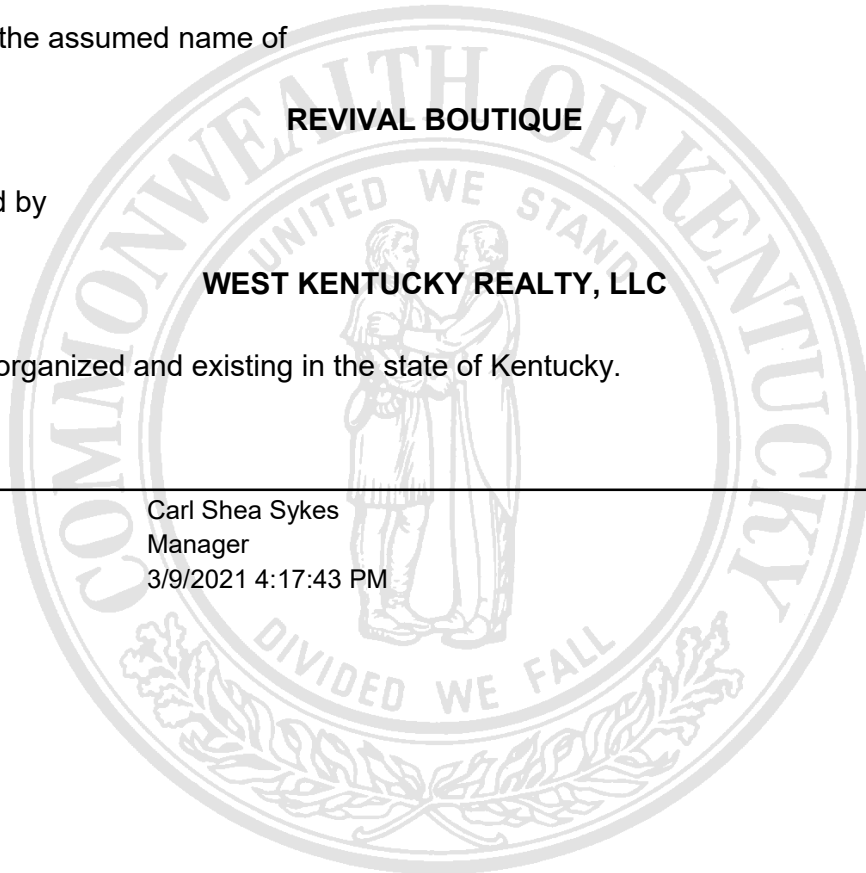 the assumed name of
REVIVAL BOUTIQUE
d by
WEST KENTUCKY REALTY, LLC
organized and existing in the state of Kentucky.
Carl Shea Sykes
Manager
3/9/2021 4:17:43 PM
COMMONWEALTH OF KENTUCKY
UNITED WE STAND
DIVIDED WE FALL